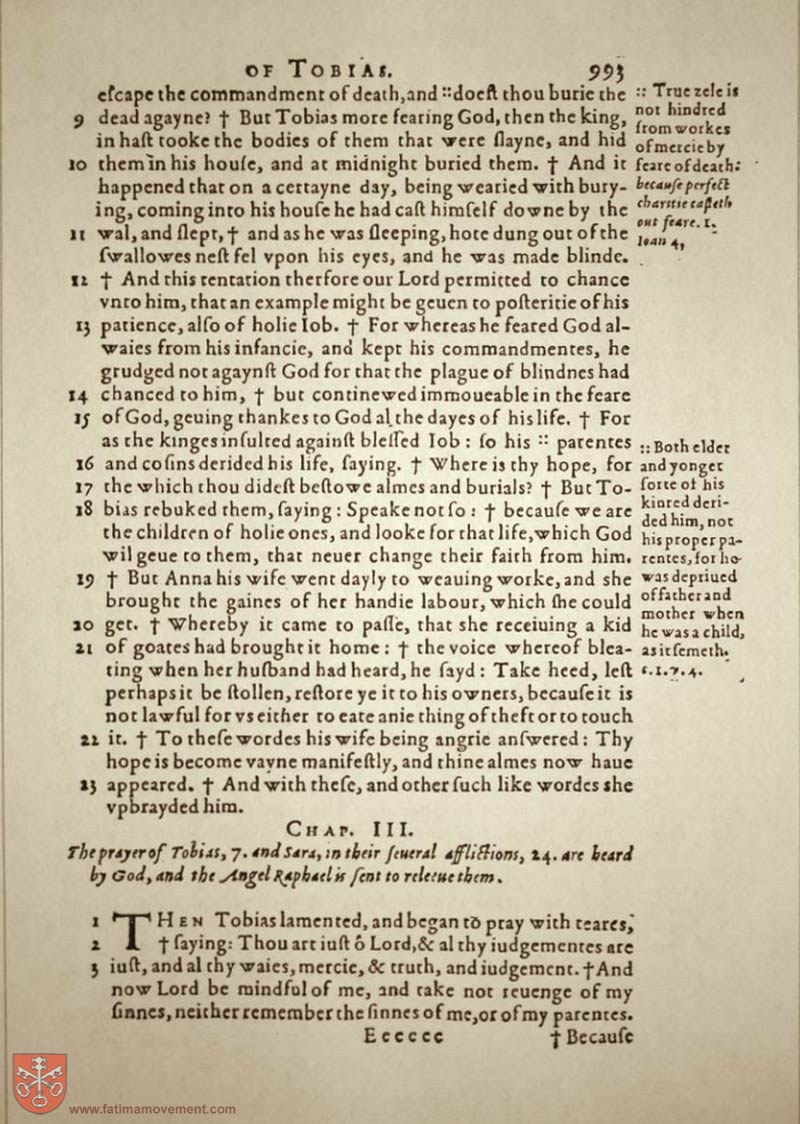 OF TOBIAS. 993
eſcape the commandment of death, and :: doeſt thou burie the
9 dead agayne? † But Tobias more fearing God, then the king,
in haſt tooke the bodies of them that were ſlayne, and hid
10 them in his houſe, and at midnight buried them. † And it
happened that on a certayne day, being wearied with bury-
ing, coming into his houſe he had caſt himſelf downe by the
11 wal, and ſlept, † and as he was ſleeping, hote dung out of the
ſwallowes neſt fel vpon his eyes, and he was made blinde.
12 † And this tentation therfore our Lord permitted to chance
vnto him, that an example might be geuen to poſteritie of his
13 patience, alſo of holie Iob. † For whereas he feared God al-
waies from his infancie, and kept his commandmentes, he
grudged not agaynſt God for that the plague of blindnes had
14 chanced to him, † but continewed immoueable in the feare
15 of God, geuing thankes to God al the dayes of his life. † For
as the kinges inſulted againſt bleſſed Iob: ſo his :: parentes
16 and coſins derided his life, ſaying. † Where is thy hope, for
17 the which thou dideſt beſtowe almes and burials? † But To-
18 bias rebuked them, ſaying: Speake not ſo: † becauſe we are
the children of holie ones, and looke for that life, which God
wil geue to them, that neuer change their faith from him.
19 † But Anna his wife went dayly to weauing worke, and she
brought the gaines of her handie labour, which ſhe could
20 get. † Whereby it came to paſſe, that she receiuing a kid
21 of goates had brought it home: † the voice whereof blea-
ting when her huſband had heard, he ſayd: Take heed, leſt
perhaps it be ſtollen, reſtore ye it to his owners, becauſe it is
not lawful for vs either to eate anie thing of theft or to touch
22 it. † To theſe wordes his wife being angrie anſwered: Thy
hope is become vayne manifeſtly, and thine almes now haue
23 appeared. † And with theſe, and other ſuch like wordes she
vpbrayded him.
:: True zele is
not hindred
from workes
of mercie by
feare of death:
becauſe perfect
charitie caſteth
out feare. 1.
Ioan 4,
:: Both elder
and yonger
ſorte of his
kinred deri-
ded him, not
his proper pa-
rentes, for he
was depriued
of father and
mother when
he was a child,
as it ſemeth.
c. 1. v. 4.
CHAP. III.
The prayer of Tobias, 7. and Sara, in their ſeueral afflictions, 24. are heard
by God, and the Angel Raphael is ſent to releeue them.
1 THEN Tobias lamented, and began to pray with teares,
2 † ſaying: Thou art iuſt ô Lord, & al thy iudgementes are
3 iuſt, and al thy waies, mercie, & truth, and iudgement. † And
now Lord be mindful of me, and take not reuenge of my
ſinnes, neither remember the ſinnes of me, or of my parentes.
Eeeeee † Becauſe
www.fatimamovement.com